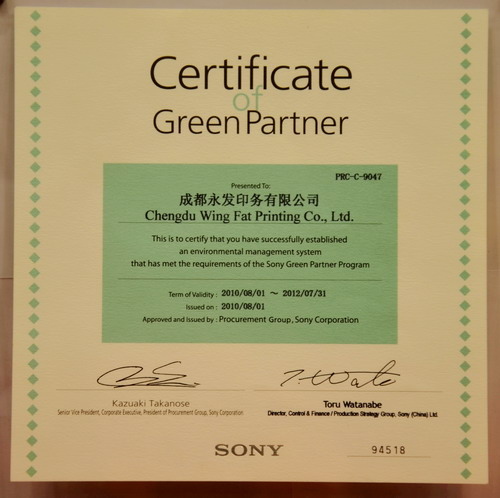 Certificate
of
Green Partner
PRC-C-9047
Presented To:
成都永发印务有限公司
Chengdu Wing Fat Printing Co., Ltd.
This is to certify that you have successfully established
an environmental management system
that has met the requirements of the Sony Green Partner Program
Term of Validity : 2010/08/01 ～ 2012/07/31
Issued on : 2010/08/01
Approved and Issued by : Procurement Group, Sony Corporation
Kazuaki Takanose
Senior Vice President, Corporate Executive, President of Procurement Group, Sony Corporation
Toru Watanabe
Director, Control & Finance / Production Strategy Group, Sony (China) Ltd.
SONY
94518